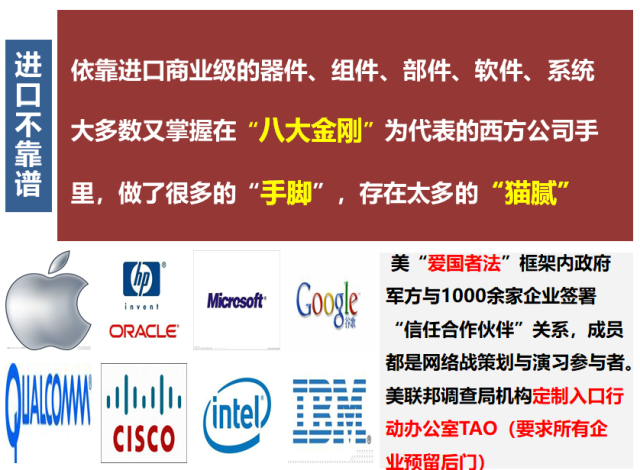 进口不靠谱
依靠进口商业级的器件、组件、部件、软件、系统
大多数又掌握在“八大金刚”为代表的西方公司手
里，做了很多的“手脚”，存在太多的“猫腻”
hp
invent
ORACLE
Microsoft
Google
谷歌
QUALCOMM
CISCO
intel
IBM
美“爱国者法”框架内政府
军方与1000余家企业签署
“信任合作伙伴”关系，成员
都是网络战策划与演习参与者。
美联邦调查局机构定制入口行
动办公室TAO（要求所有企
业预留后门）